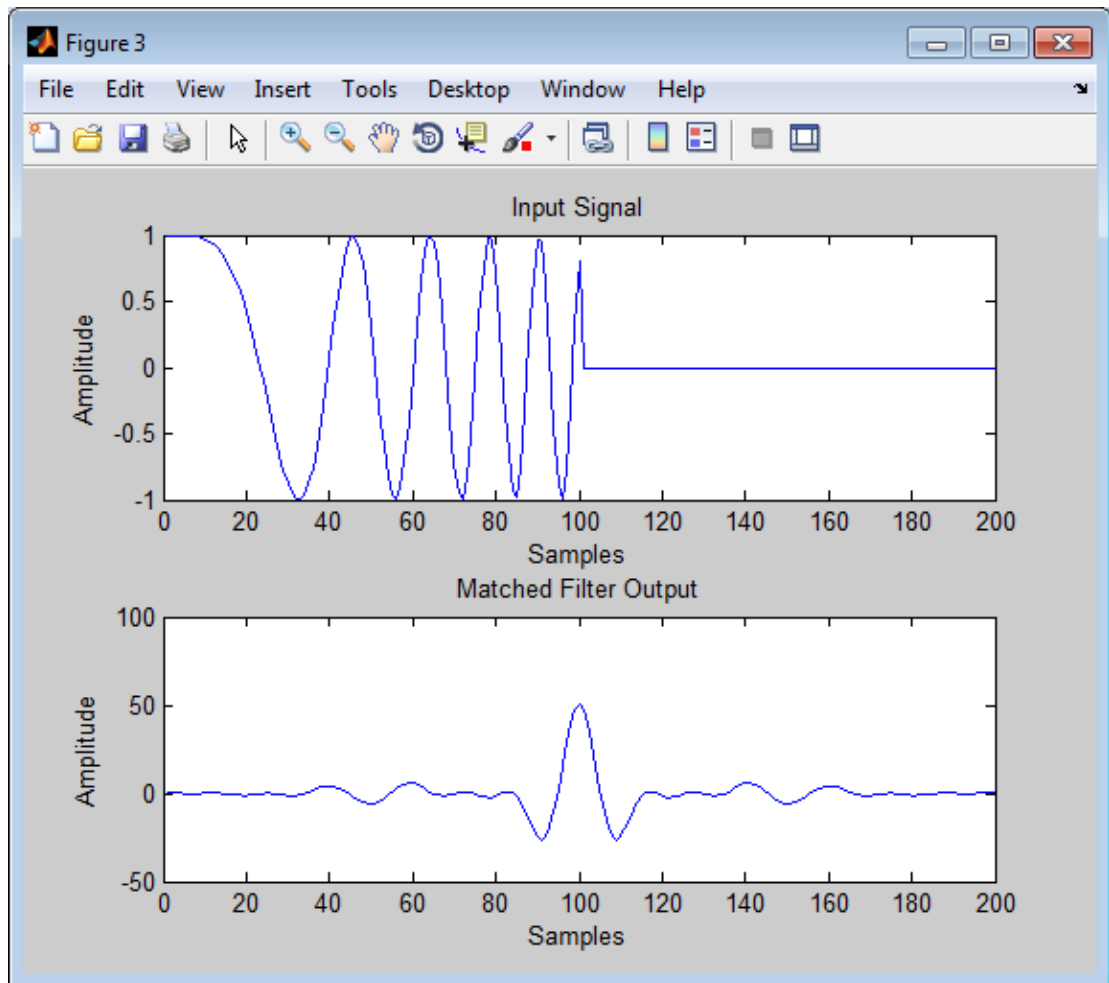 Figure 3
File Edit View Insert Tools Desktop Window Help
Input Signal
Amplitude
1
0.5
0
-0.5
-1
0 20 40 60 80 100 120 140 160 180 200
Samples
Matched Filter Output
Amplitude
100
50
0
-50
0 20 40 60 80 100 120 140 160 180 200
Samples